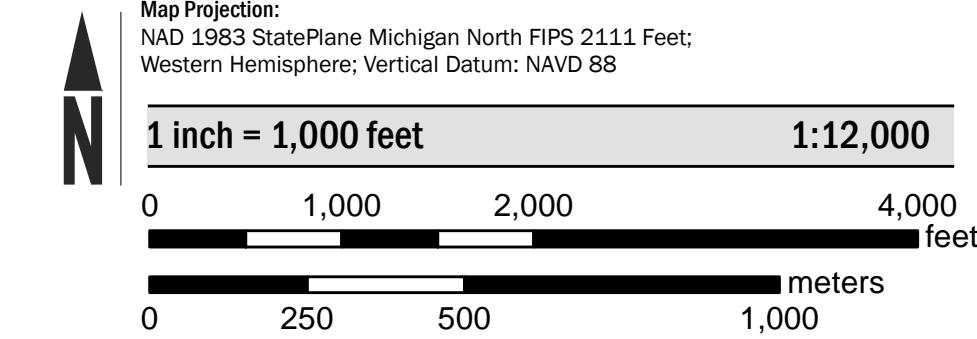 Map Projection:
NAD 1983 StatePlane Michigan North FIPS 2111 Feet;
Western Hemisphere; Vertical Datum: NAVD 88
N
1 inch = 1,000 feet 1:12,000
0 1,000 2,000 4,000
feet
meters
0 250 500 1,000